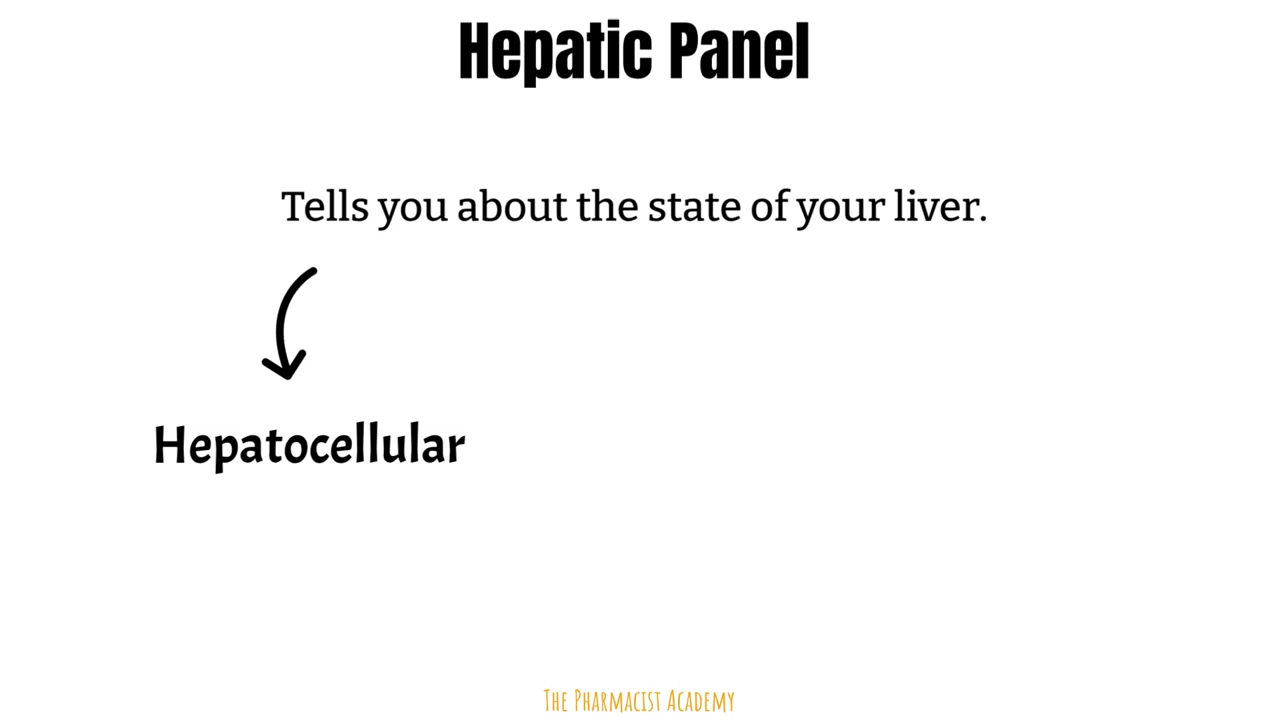 Hepatic Panel
Tells you about the state of your liver.
Hepatocellular
The Pharmacist Academy